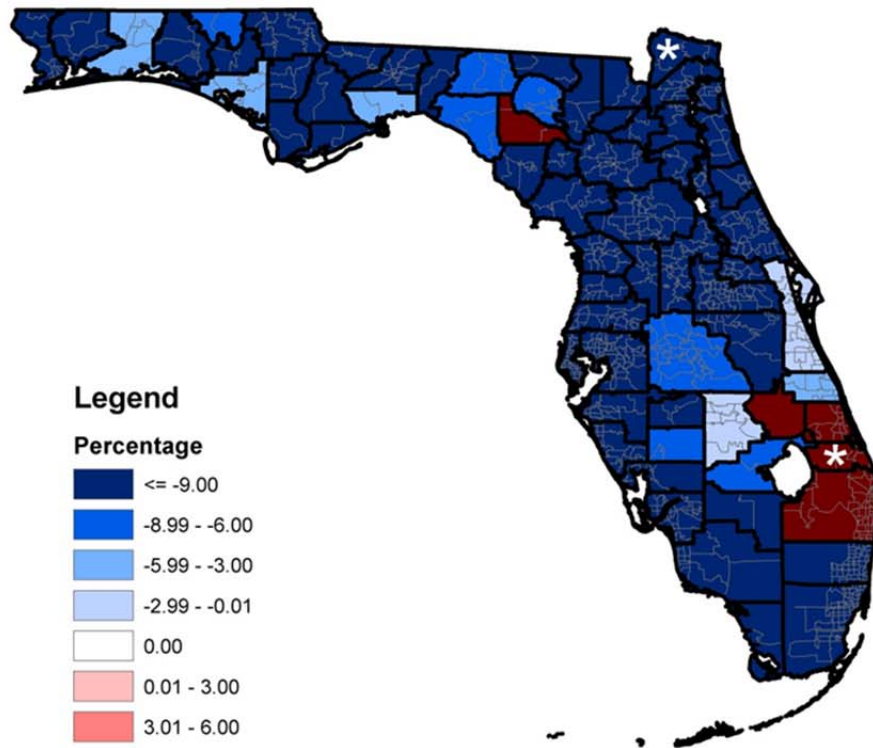 *
*
Legend
Percentage
<= -9.00
-8.99 - -6.00
-5.99 - -3.00
-2.99 - -0.01
0.00
0.01 - 3.00
3.01 - 6.00